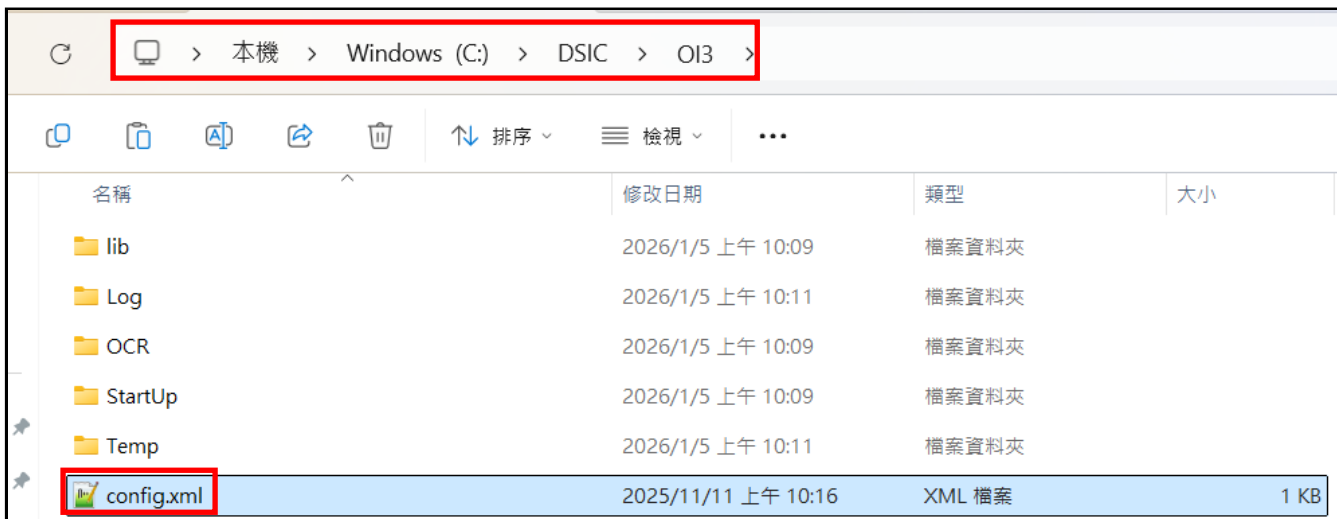 本機 > Windows (C:) > DSIC > OI3 >
排序 檢視 ...
名稱 修改日期 類型 大小
lib 2026/1/5 上午 10:09 檔案資料夾
Log 2026/1/5 上午 10:11 檔案資料夾
OCR 2026/1/5 上午 10:09 檔案資料夾
StartUp 2026/1/5 上午 10:09 檔案資料夾
Temp 2026/1/5 上午 10:11 檔案資料夾
config.xml 2025/11/11 上午 10:16 XML 檔案 1 KB